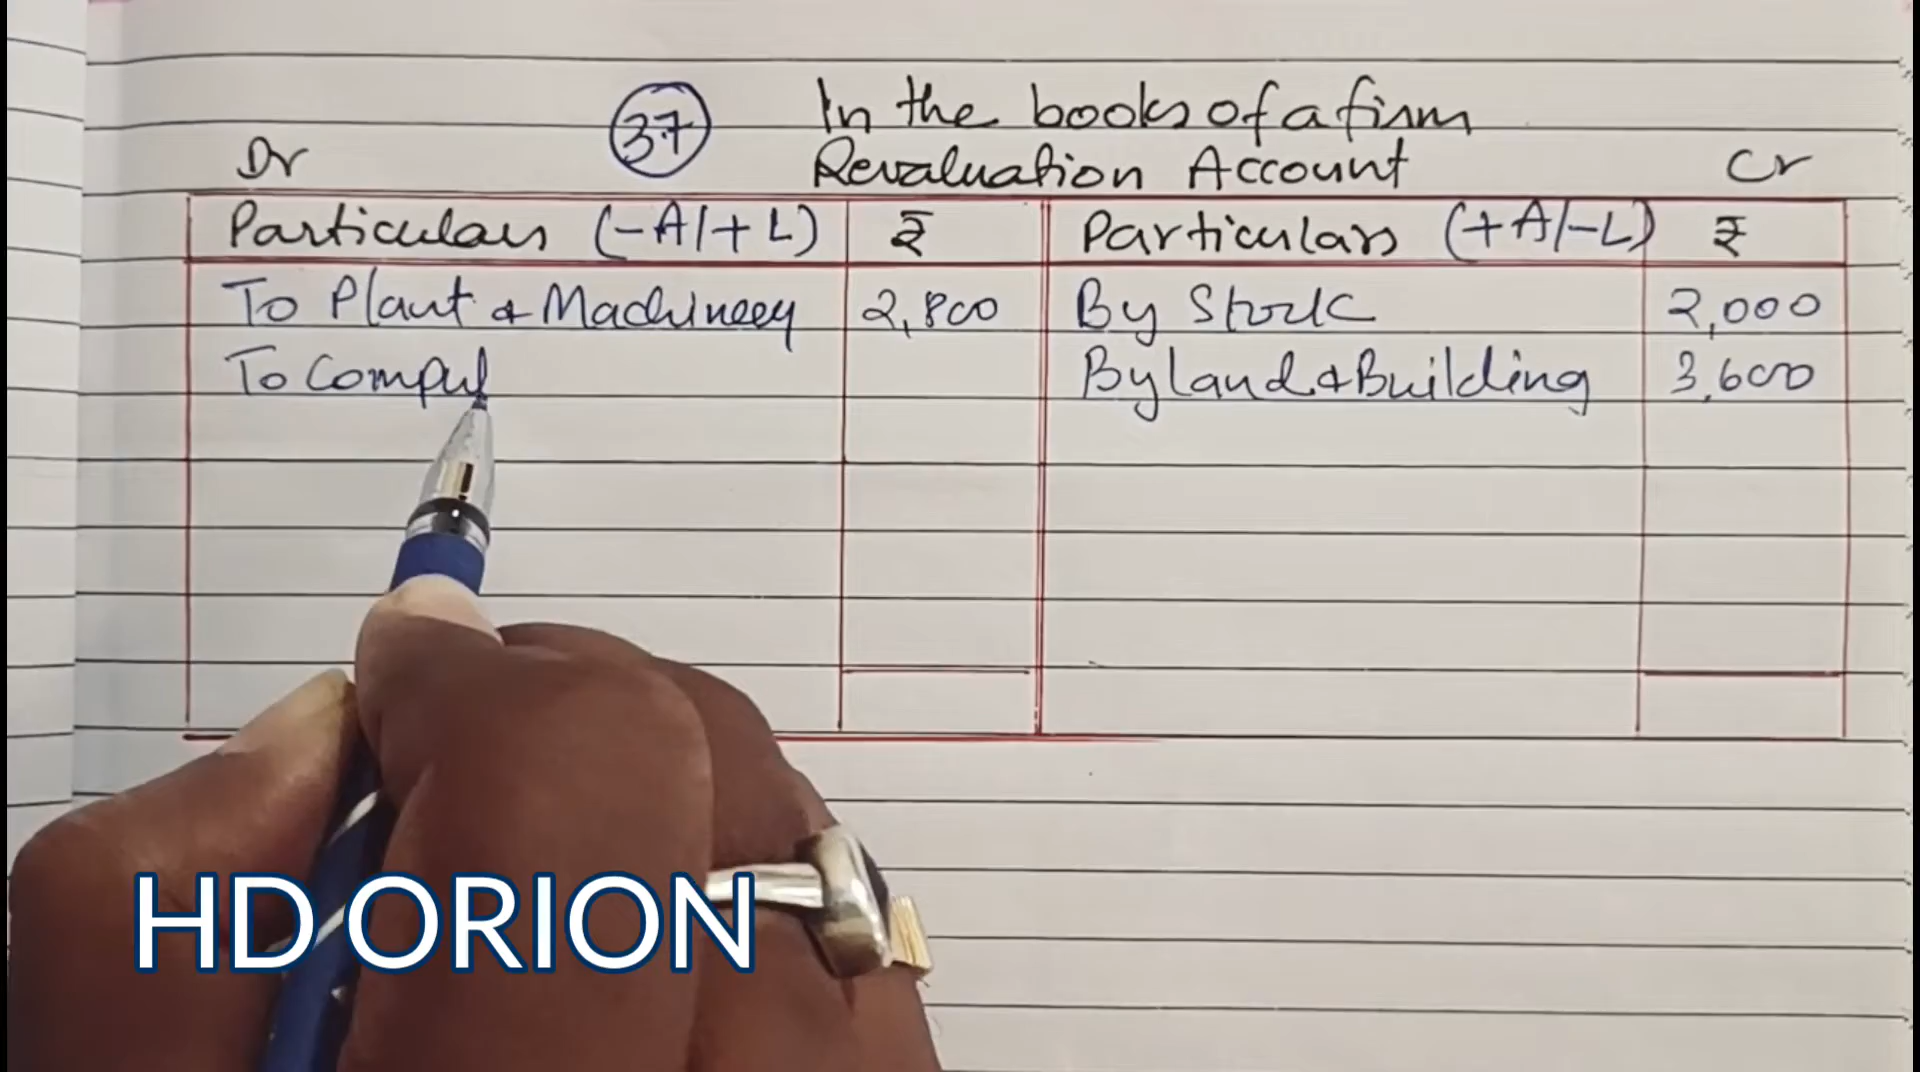 37 In the books of a firm
Dr Revaluation Account Cr
Particulars (-A/+L) ₹ Particulars (+A/-L) ₹
To Plant & Machinery 2,800 By Stock 2,000
To Comput By land & Building 3,600
HD ORION